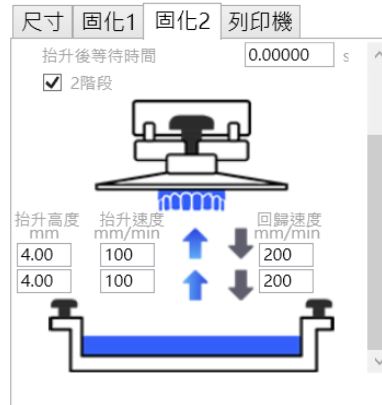 尺寸 固化1 固化2 列印機
抬升後等待時間 0.00000 s
2階段
抬升高度 抬升速度 回歸速度
mm mm/min mm/min
4.00 100 200
4.00 100 200